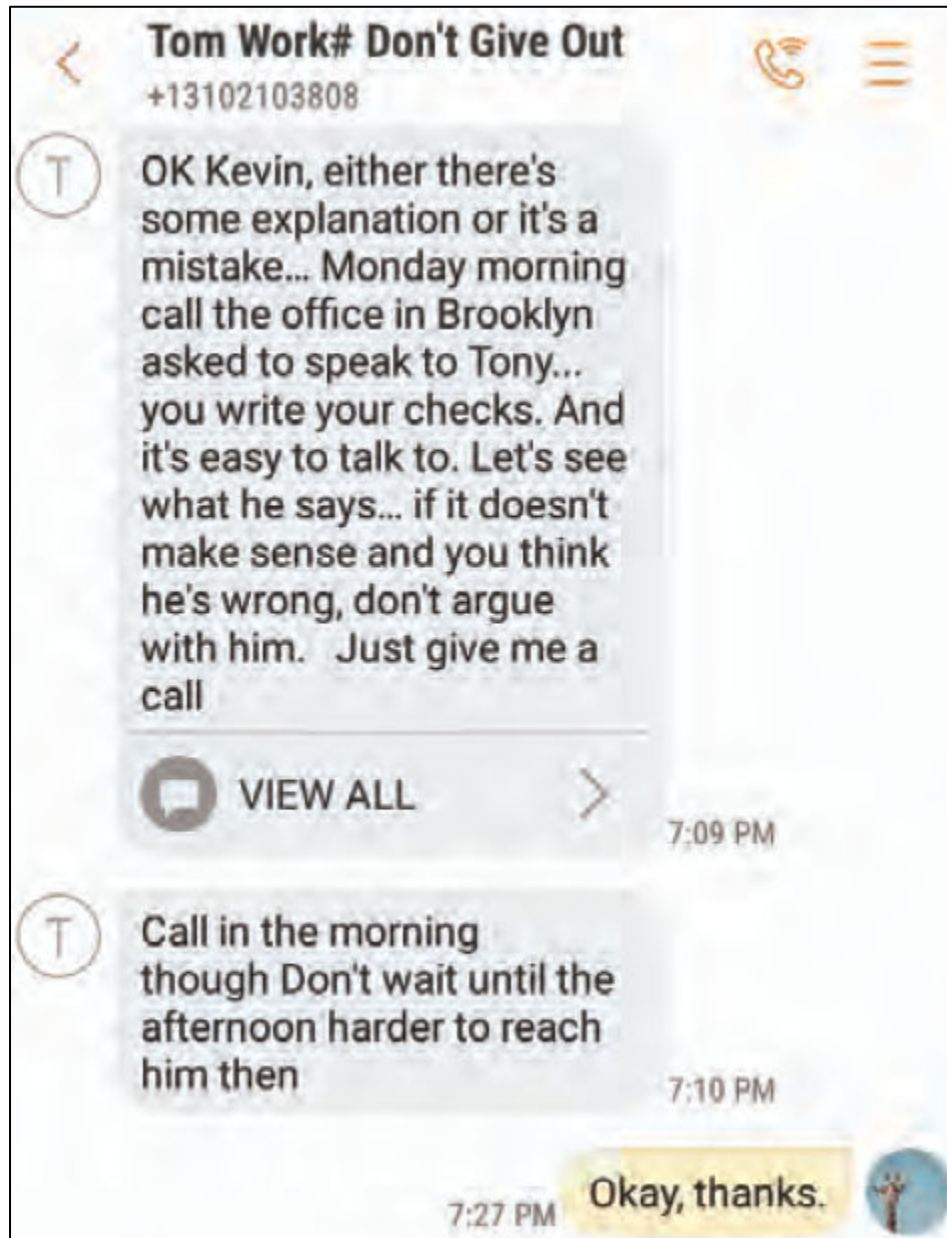 Tom Work# Don't Give Out
+13102103808
T
OK Kevin, either there's
some explanation or it's a
mistake... Monday morning
call the office in Brooklyn
asked to speak to Tony...
you write your checks. And
it's easy to talk to. Let's see
what he says... if it doesn't
make sense and you think
he's wrong, don't argue
with him.   Just give me a
call
VIEW ALL
7:09 PM
T
Call in the morning
though Don't wait until the
afternoon harder to reach
him then
7:10 PM
7:27 PM
Okay, thanks.